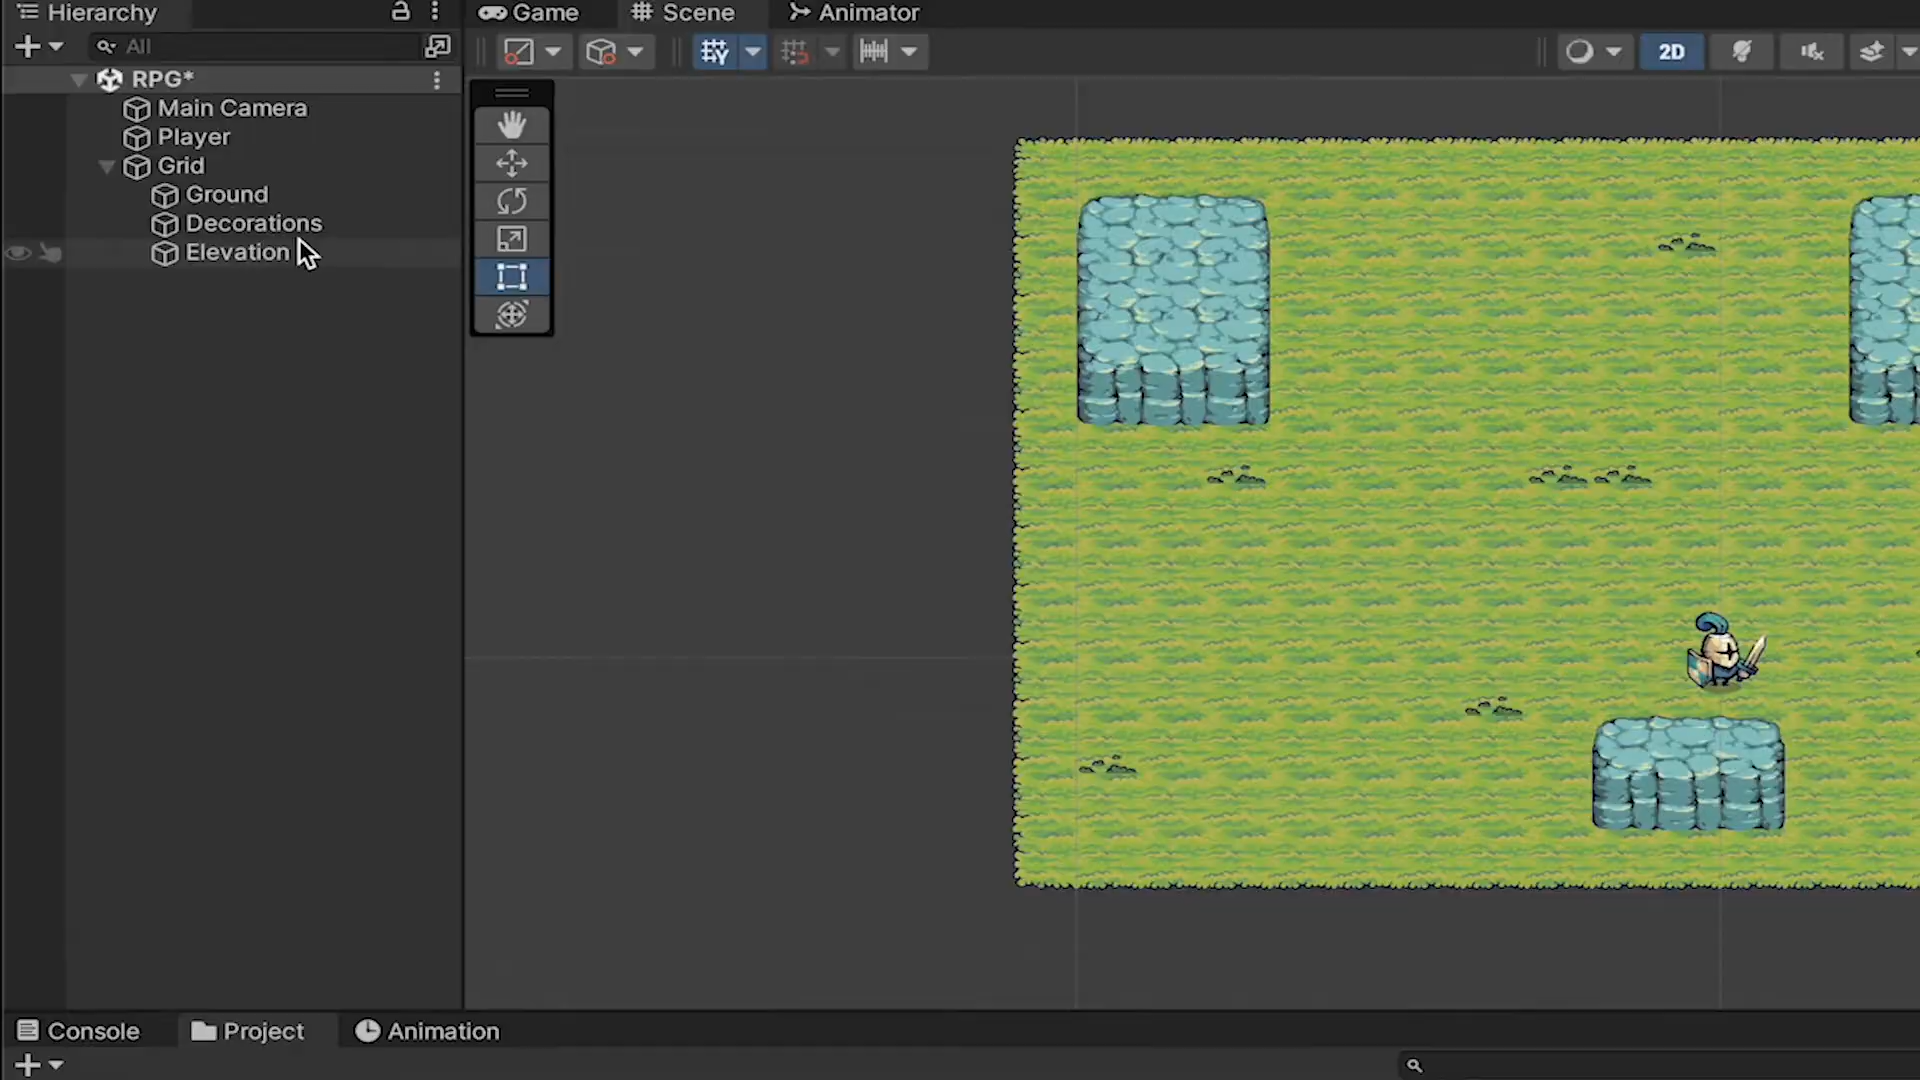 Hierarchy
Game
Scene
Animator
All
2D
RPG*
Main Camera
Player
Grid
Ground
Decorations
Elevation
Console
Project
Animation